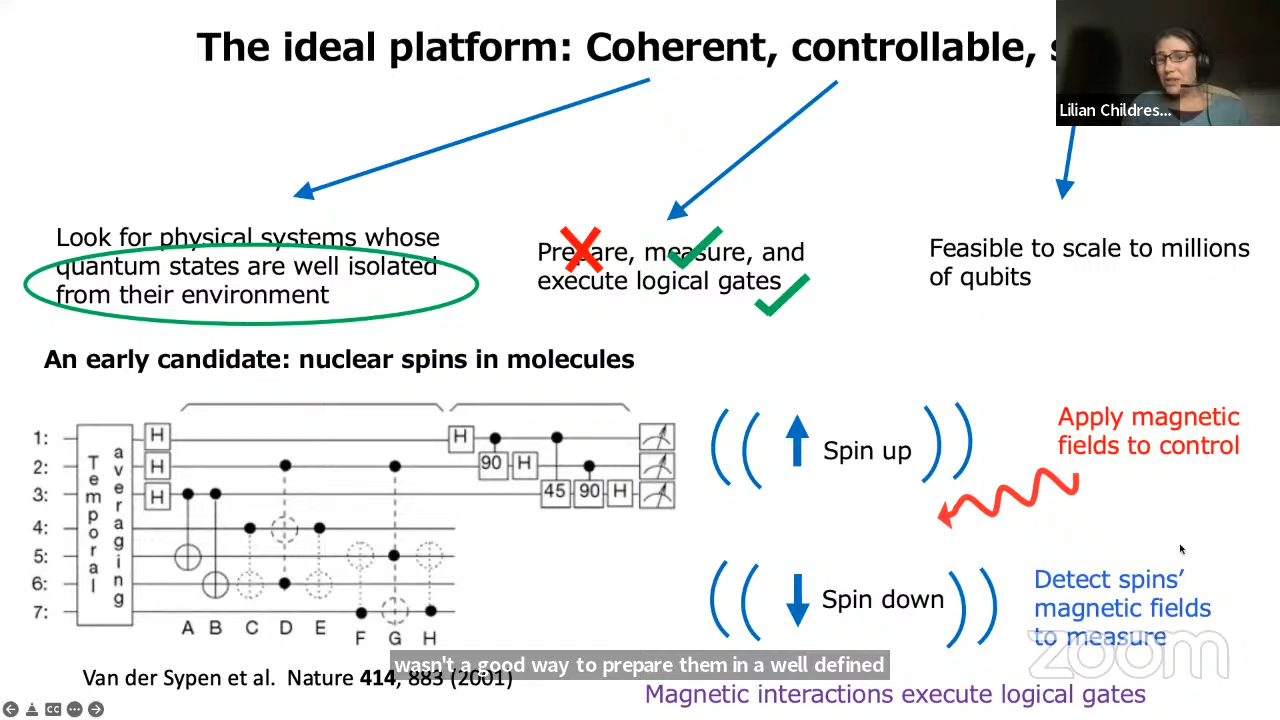 The ideal platform: Coherent, controllable,
Lilian Childres...
Look for physical systems whose
quantum states are well isolated
from their environment
Prepare, measure, and
execute logical gates
Feasible to scale to millions
of qubits
An early candidate: nuclear spins in molecules
1:
2:
3:
4:
5:
6:
7:
Temporal
averaging
H
H
H
H
90
H
45
90
H
A B C D E F G H
Spin up
Apply magnetic
fields to control
Spin down
Detect spins’
magnetic fields
to measure
zoom
wasn't a good way to prepare them in a well defined
Van der Sypen et al. Nature 414, 883 (2001)
Magnetic interactions execute logical gates
CC